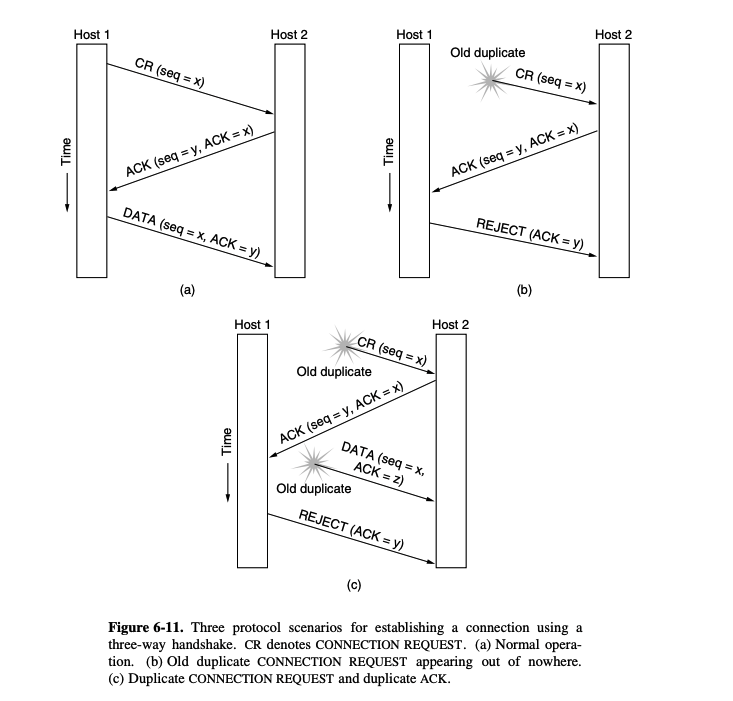 Host 1
Host 2
CR (seq = x)
ACK (seq = y, ACK = x)
DATA (seq = x, ACK = y)
Time
(a)
Host 1
Host 2
Old duplicate
CR (seq = x)
ACK (seq = y, ACK = x)
REJECT (ACK = y)
Time
(b)
Host 1
Host 2
CR (seq = x)
Old duplicate
ACK (seq = y, ACK = x)
DATA (seq = x,
ACK = z)
Old duplicate
REJECT (ACK = y)
Time
(c)
Figure 6-11. Three protocol scenarios for establishing a connection using a
three-way handshake. CR denotes CONNECTION REQUEST. (a) Normal opera-
tion. (b) Old duplicate CONNECTION REQUEST appearing out of nowhere.
(c) Duplicate CONNECTION REQUEST and duplicate ACK.